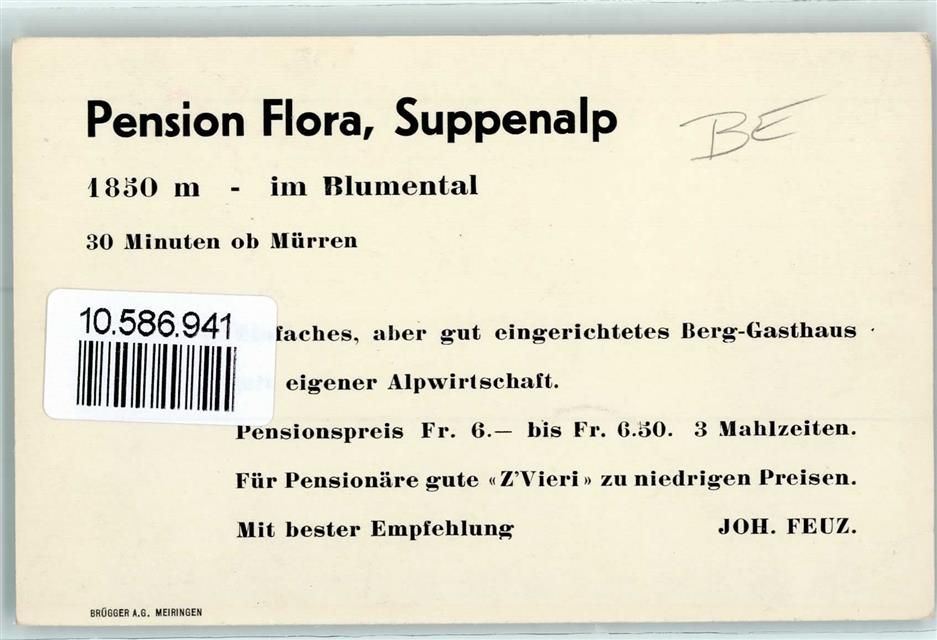 Pension Flora, Suppenalp
BE
1850 m - im Blumental
30 Minuten ob Mürren
10.586.941
faches, aber gut eingerichtetes Berg-Gasthaus
eigener Alpwirtschaft.
Pensionspreis Fr. 6.— bis Fr. 6.50. 3 Mahlzeiten.
Für Pensionäre gute «Z'Vieri» zu niedrigen Preisen.
Mit bester Empfehlung JOH. FEUZ.
BRÜGGER A.G. MEIRINGEN